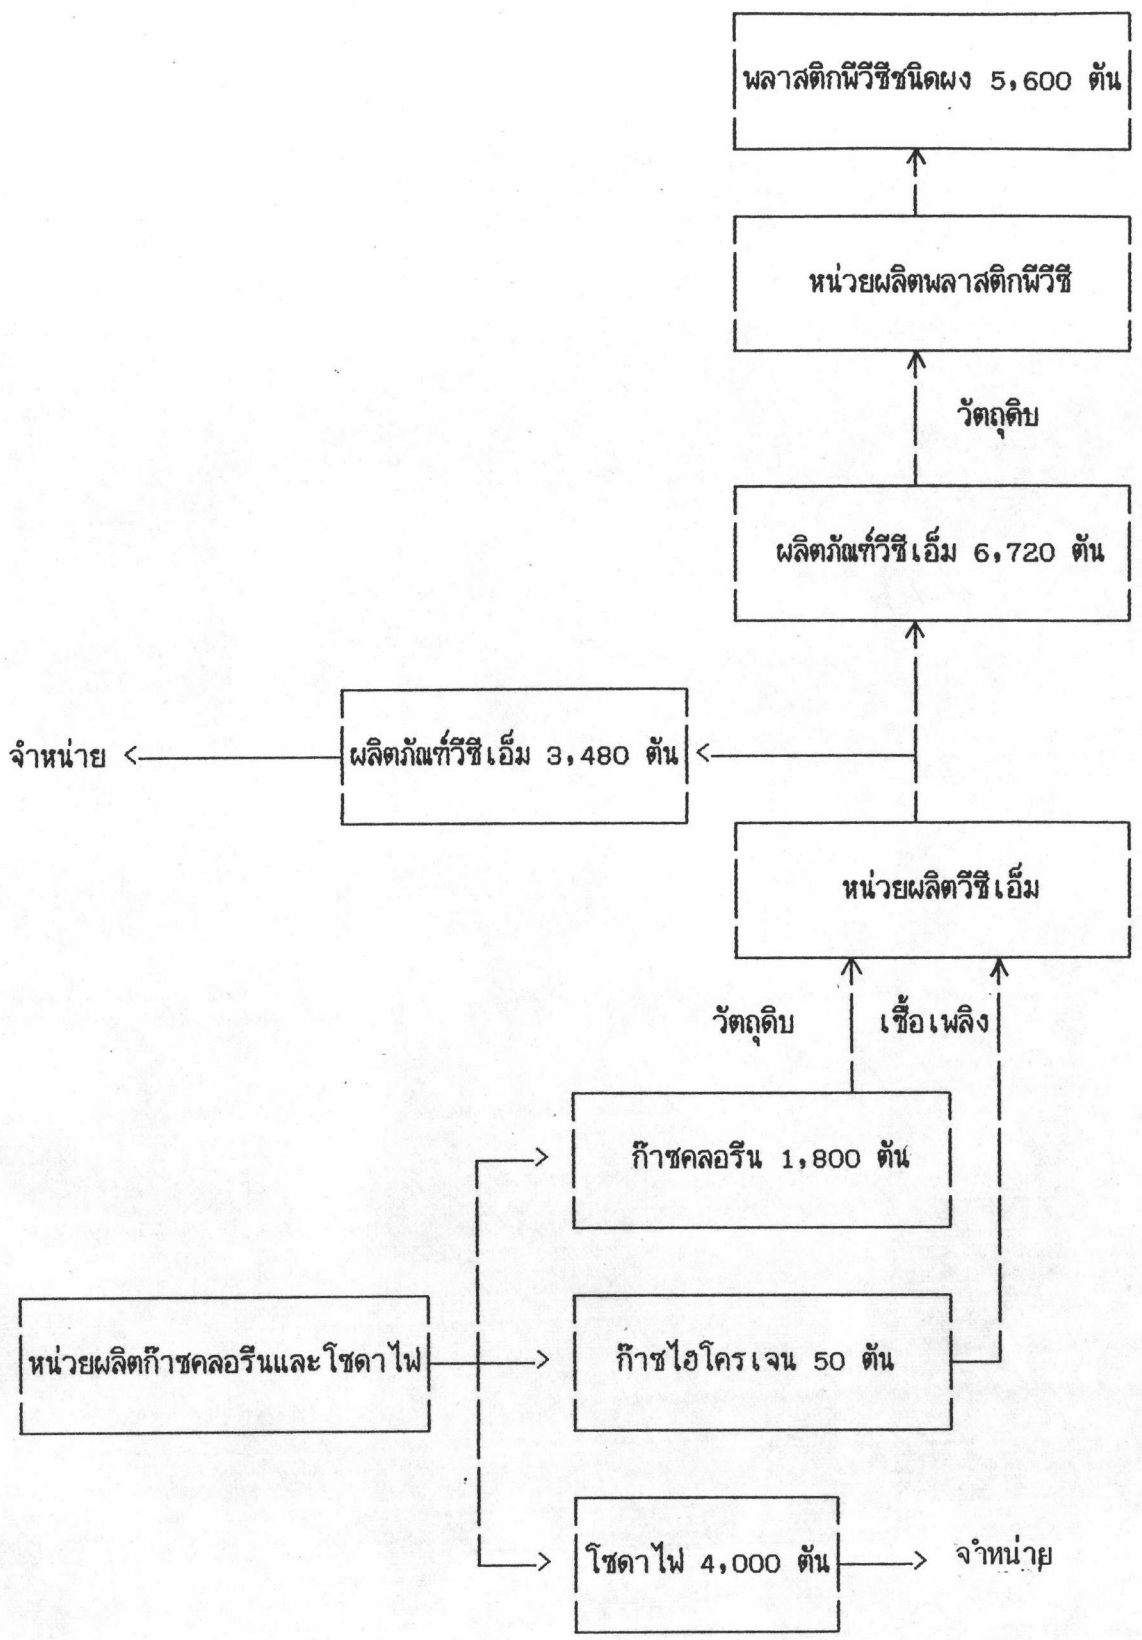 พลาสติกพีวีซีชนิดผง 5,600 ตัน
หน่วยผลิตพลาสติกพีวีซี
วัตถุดิบ
ผลิตภัณฑ์วีซีเอ็ม 6,720 ตัน
จำหน่าย
ผลิตภัณฑ์วีซีเอ็ม 3,480 ตัน
หน่วยผลิตวีซีเอ็ม
วัตถุดิบ
เชื้อเพลิง
ก๊าซคลอรีน 1,800 ตัน
หน่วยผลิตก๊าซคลอรีนและโซดาไฟ
ก๊าซไฮโครเจน 50 ตัน
โซดาไฟ 4,000 ตัน
จำหน่าย